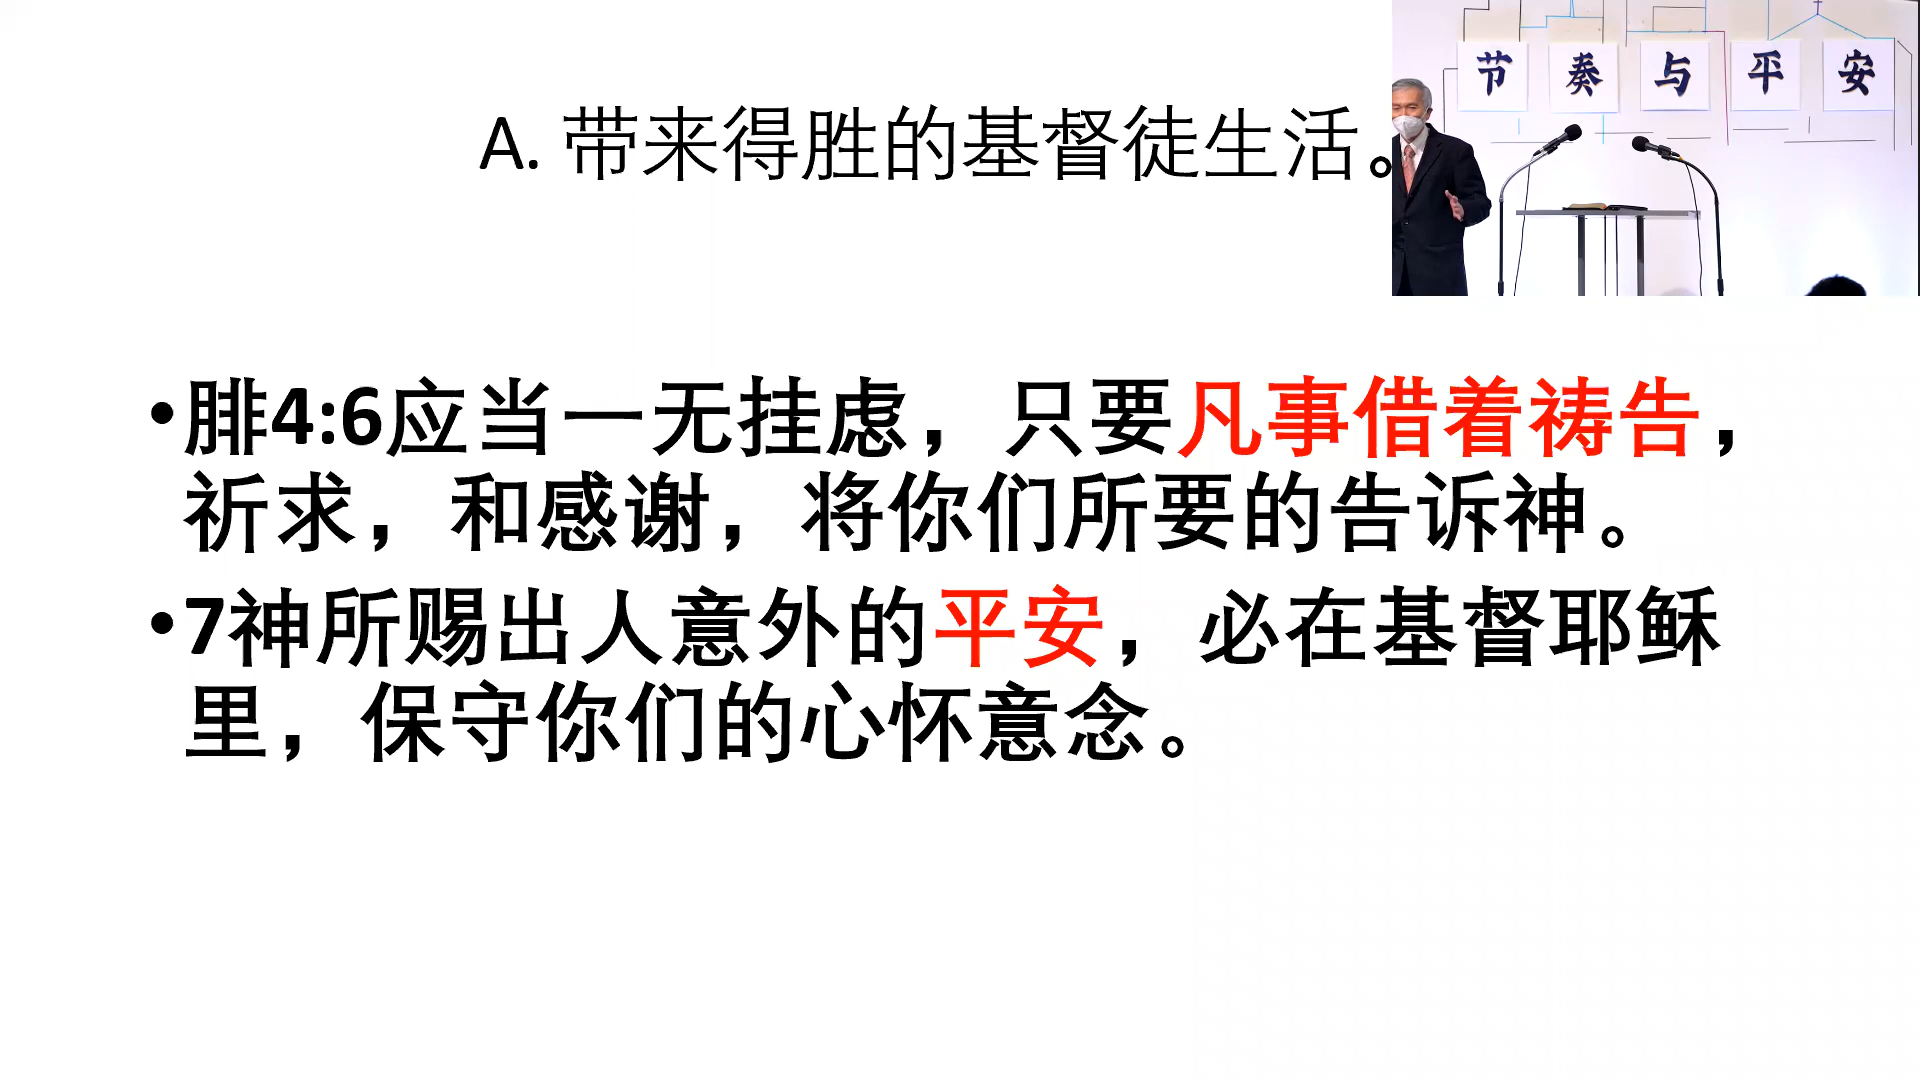 节奏与平安
A. 带来得胜的基督徒生活。
•腓4:6应当一无挂虑，只要凡事借着祷告，
祈求，和感谢，将你们所要的告诉神。
•7神所赐出人意外的平安，必在基督耶稣
里，保守你们的心怀意念。